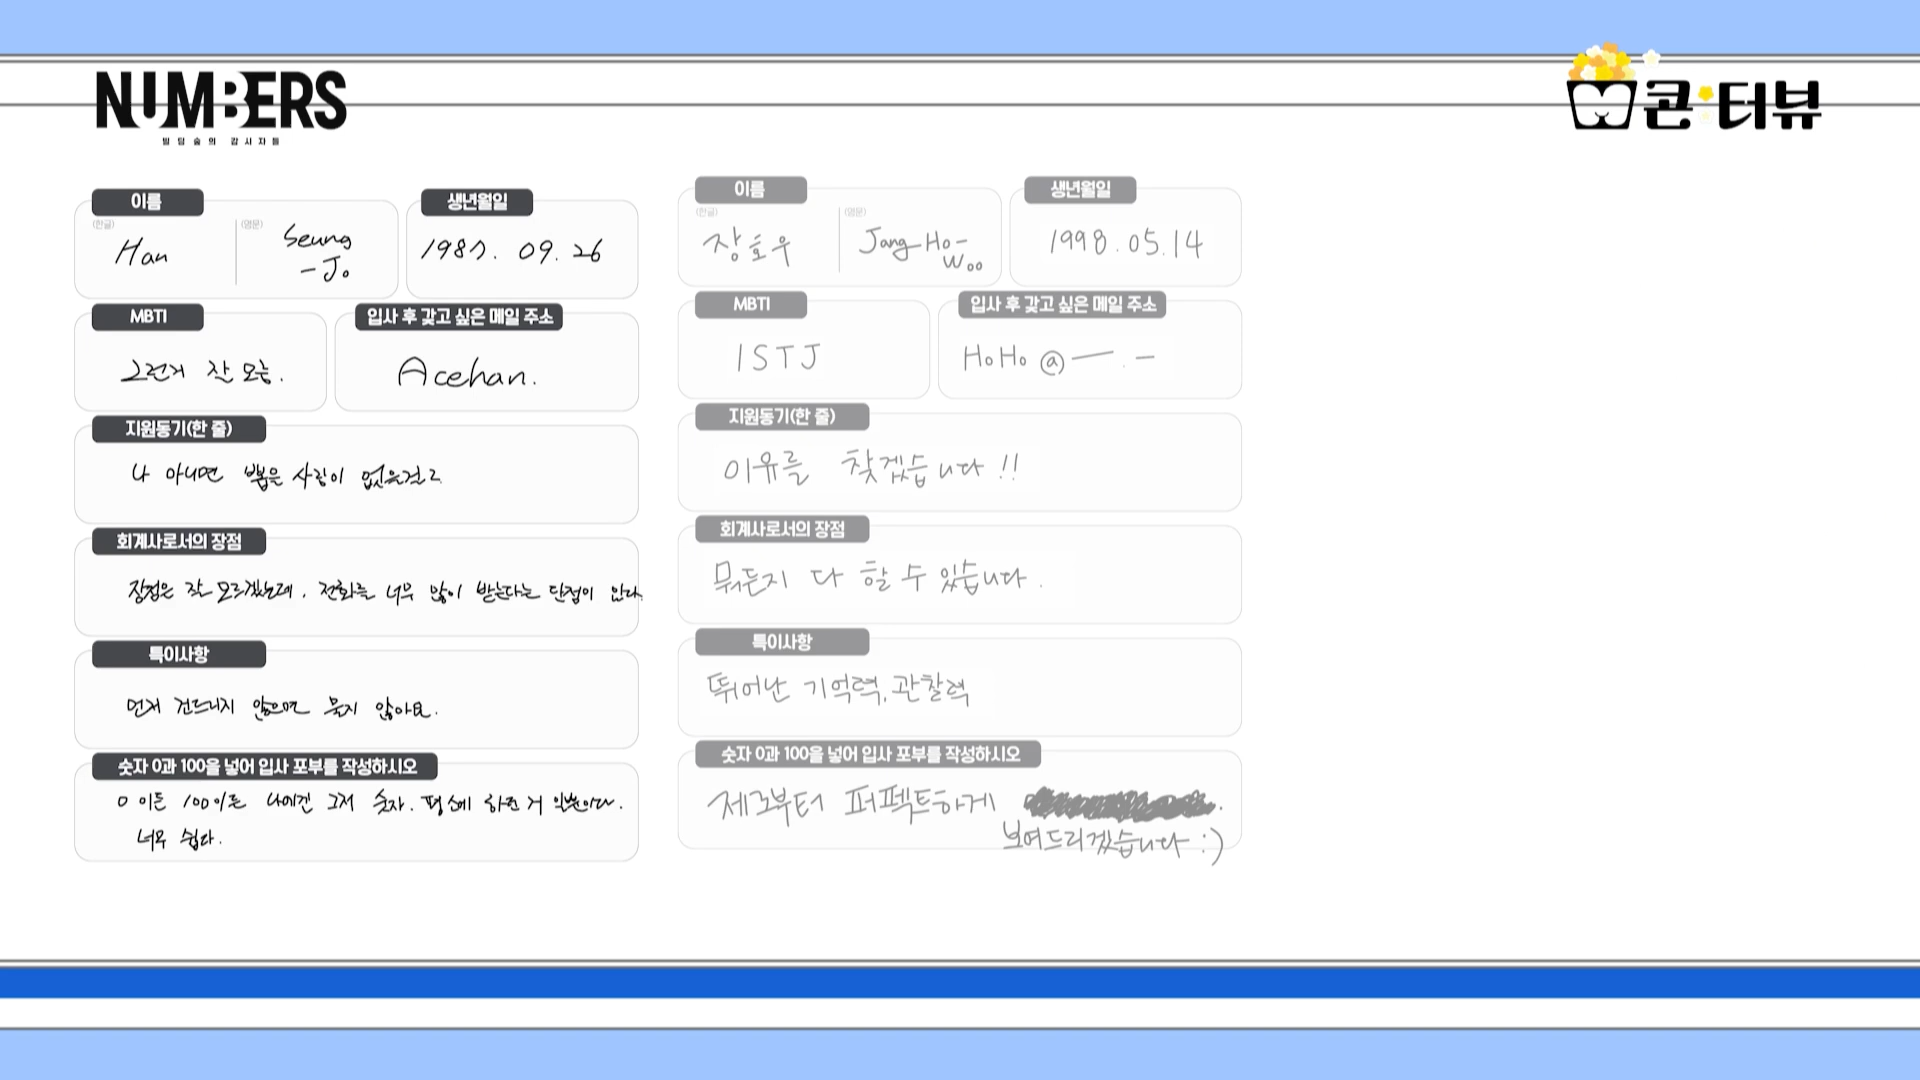 NUMBERS
빌딩숲의 감시자들
콘터뷰
이름
(한글)
Han
(영문)
Seung
-Jo
생년월일
1987. 09. 26
MBTI
그런거 잘 모름.
입사 후 갖고 싶은 메일 주소
Acehan.
지원동기(한 줄)
나 아니면 뽑을 사람이 없을걸?
회계사로서의 장점
장점은 잘 모르겠는데, 전화를 너무 많이 받는다는 단점이 있다.
특이사항
먼저 건드리지 않으면 물지 않아요.
숫자 0과 100을 넣어 입사 포부를 작성하시오
0이든 100이든 나에겐 그저 숫자. 평소에 하던 거 일뿐이다.
너무 쉽다.
이름
(한글)
장호우
(영문)
Jang-Ho-
Woo
생년월일
1998.05.14
MBTI
ISTJ
입사 후 갖고 싶은 메일 주소
HoHo @ — . —
지원동기(한 줄)
이유를 찾겠습니다!!
회계사로서의 장점
뭐든지 다 할 수 있습니다.
특이사항
뛰어난 기억력, 관찰력
숫자 0과 100을 넣어 입사 포부를 작성하시오
제로부터 퍼펙트하게
보여드리겠습니다 :)